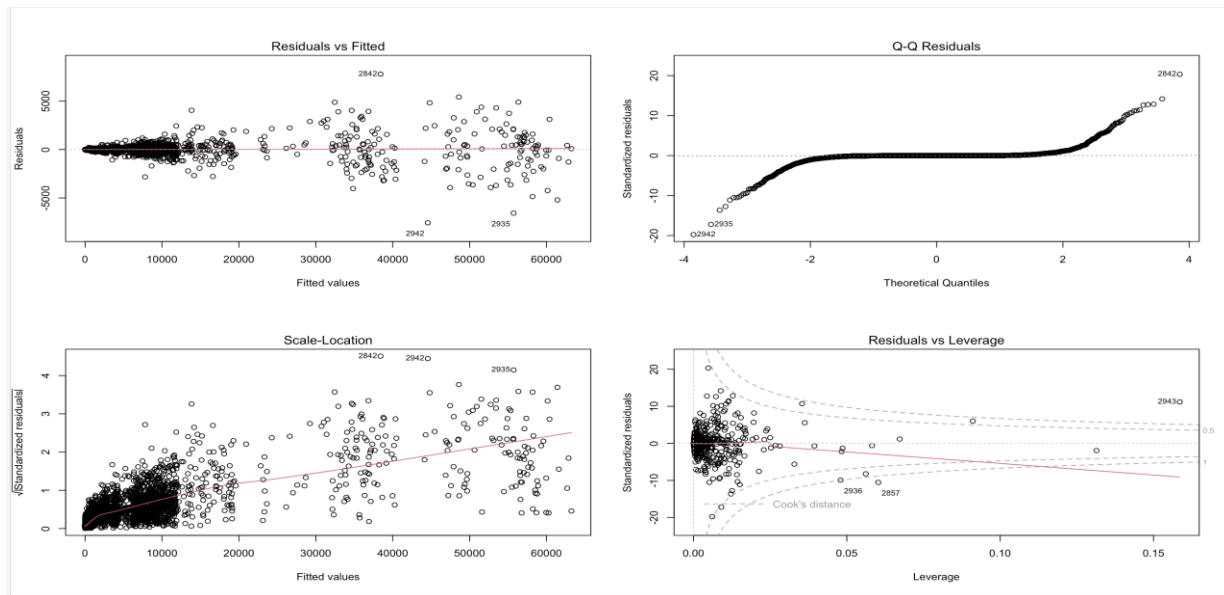 Residuals vs Fitted
Residuals
5000
0
-5000
2842
2942
2935
0 10000 20000 30000 40000 50000 60000
Fitted values
Q-Q Residuals
Standardized residuals
20
10
0
-10
-20
2842
2935
2942
-4 -2 0 2 4
Theoretical Quantiles
Scale-Location
√|Standardized residuals|
4
3
2
1
0
2842
2942
2935
0 10000 20000 30000 40000 50000 60000
Fitted values
Residuals vs Leverage
Standardized residuals
20
10
0
-10
-20
2943
0.5
1
2936
2857
Cook's distance
0.00 0.05 0.10 0.15
Leverage